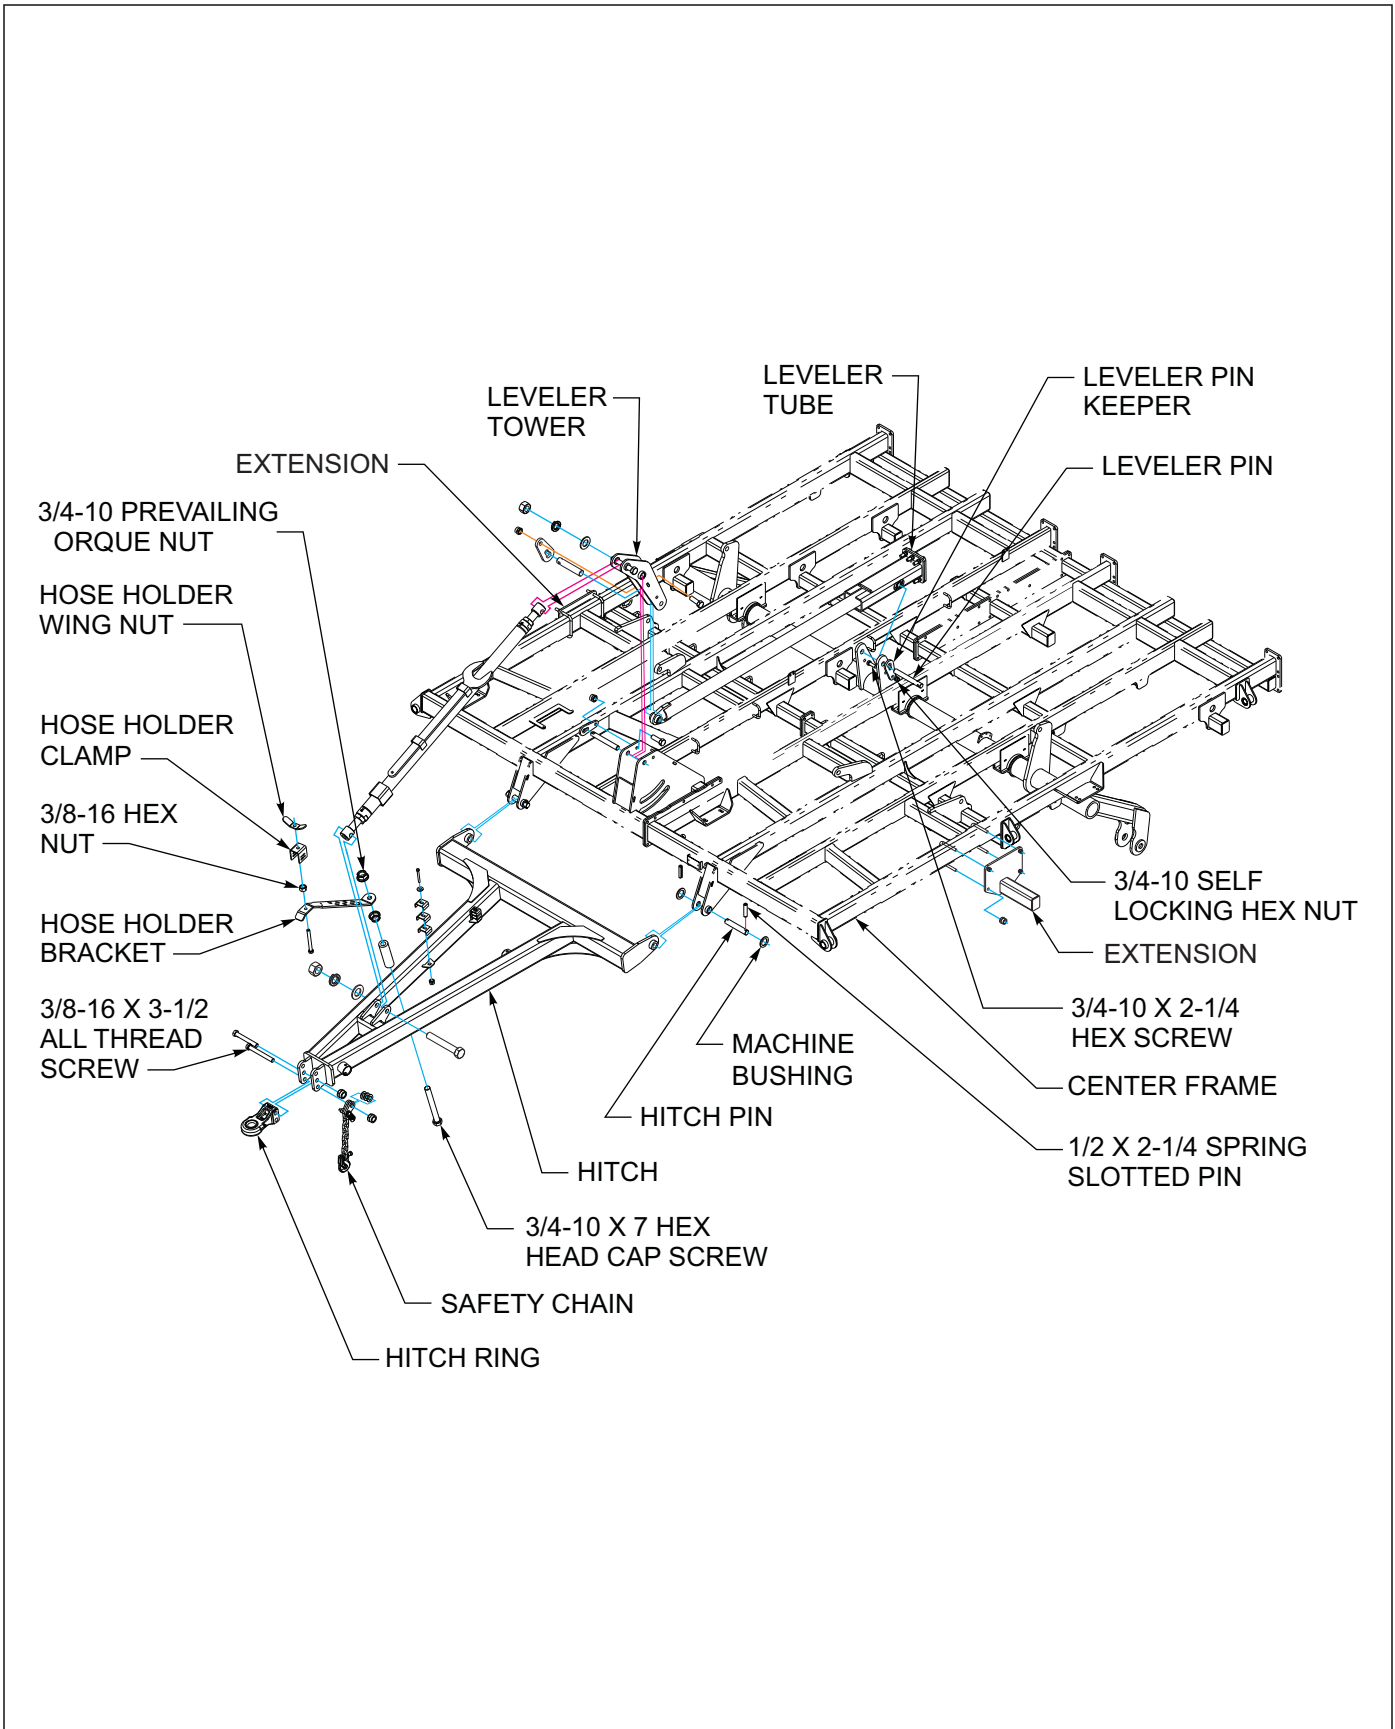 LEVELER
TUBE
LEVELER PIN
KEEPER
LEVELER
TOWER
EXTENSION
LEVELER PIN
3/4-10 PREVAILING
ORQUE NUT
HOSE HOLDER
WING NUT
HOSE HOLDER
CLAMP
3/8-16 HEX
NUT
HOSE HOLDER
BRACKET
3/8-16 X 3-1/2
ALL THREAD
SCREW
3/4-10 SELF
LOCKING HEX NUT
EXTENSION
3/4-10 X 2-1/4
HEX SCREW
MACHINE
BUSHING
CENTER FRAME
HITCH PIN
1/2 X 2-1/4 SPRING
SLOTTED PIN
HITCH
3/4-10 X 7 HEX
HEAD CAP SCREW
SAFETY CHAIN
HITCH RING